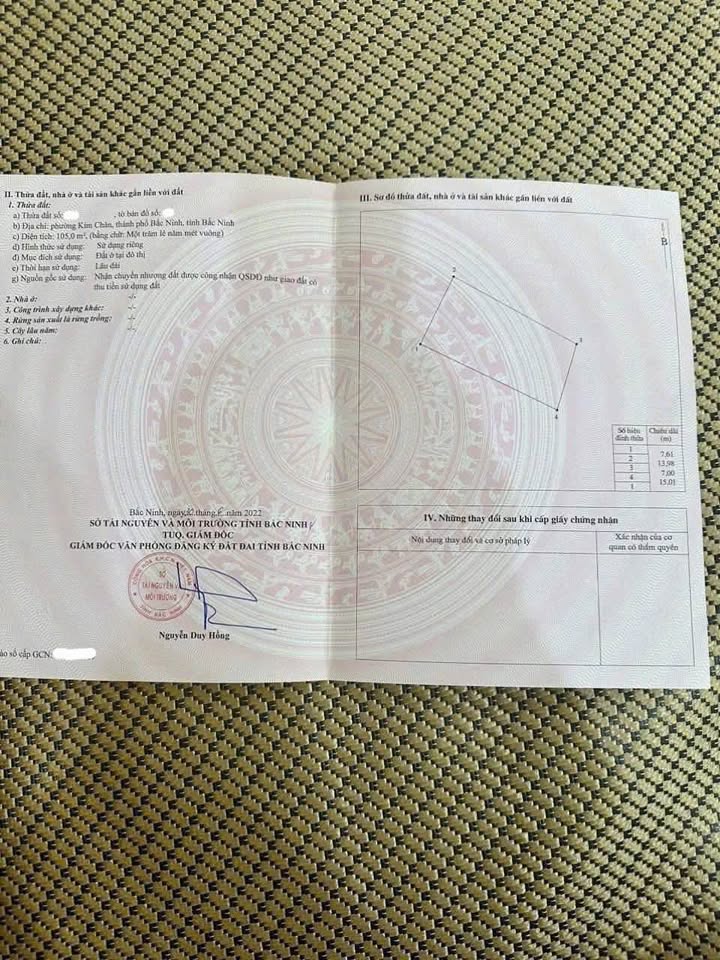 II. Thửa đất, nhà ở và tài sản khác gắn liền với đất
1. Thửa đất:
a) Thửa đất số: , tờ bản đồ số:
b) Địa chỉ: phường Kim Chân, thành phố Bắc Ninh, tỉnh Bắc Ninh
c) Diện tích: 105,0 m², (bằng chữ: Một trăm lẻ năm mét vuông)
d) Hình thức sử dụng: Sử dụng riêng
đ) Mục đích sử dụng: Đất ở tại đô thị
e) Thời hạn sử dụng: Lâu dài
g) Nguồn gốc sử dụng: Nhận chuyển nhượng đất được công nhận QSDĐ như giao đất có
thu tiền sử dụng đất
2. Nhà ở: -/-
3. Công trình xây dựng khác: -/-
4. Rừng sản xuất là rừng trồng: -/-
5. Cây lâu năm: -/-
6. Ghi chú:
Bắc Ninh, ngày tháng năm 2022
SỞ TÀI NGUYÊN VÀ MÔI TRƯỜNG TỈNH BẮC NINH
TUQ. GIÁM ĐỐC
GIÁM ĐỐC VĂN PHÒNG ĐĂNG KÝ ĐẤT ĐAI TỈNH BẮC NINH
SỞ
TÀI NGUYÊN VÀ
MÔI TRƯỜNG
TỈNH BẮC NINH
Nguyễn Duy Hồng
vào sổ cấp GCN:
III. Sơ đồ thửa đất, nhà ở và tài sản khác gắn liền với đất
B
2
3
1
4
Số hiệu đỉnh thửa
Chiều dài (m)
1
7,61
2
13,98
3
7,00
4
15,01
1
IV. Những thay đổi sau khi cấp giấy chứng nhận
Nội dung thay đổi và cơ sở pháp lý
Xác nhận của cơ
quan có thẩm quyền